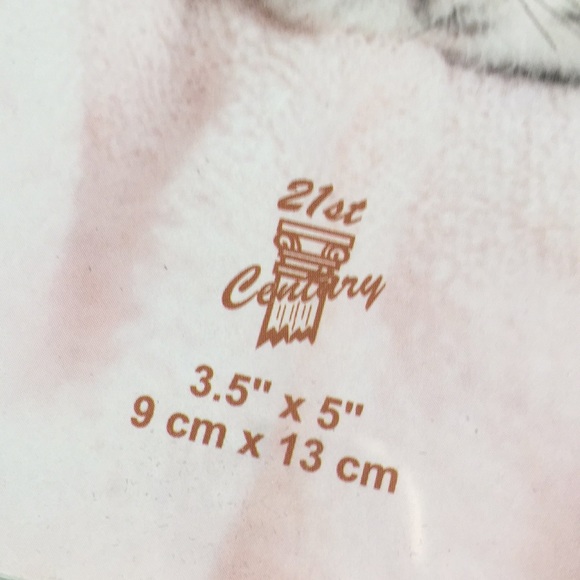 21st
Century
3.5" x 5"
9 cm x 13 cm